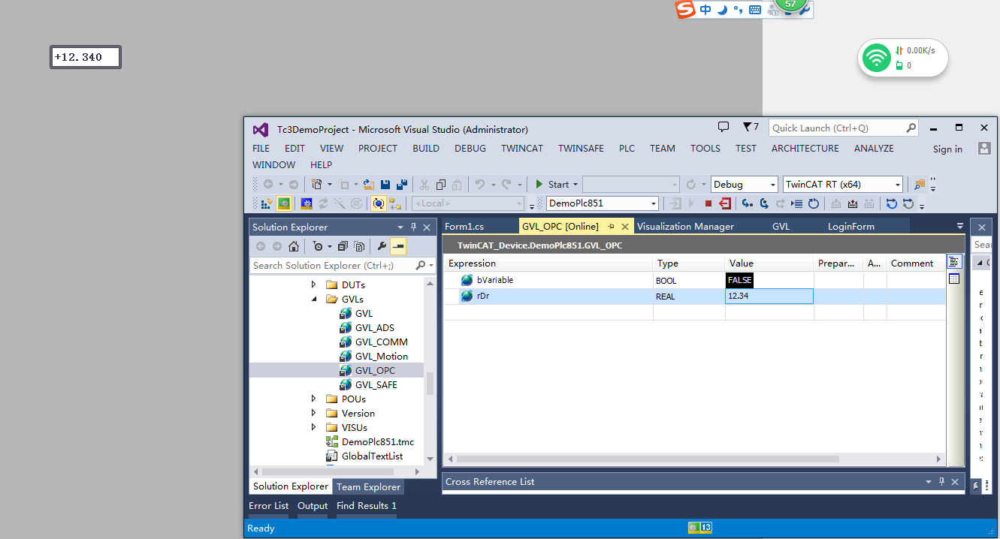 中
57
+12.340
0.00K/s
0
Tc3DemoProject - Microsoft Visual Studio (Administrator)
7
Quick Launch (Ctrl+Q)
FILE EDIT VIEW PROJECT BUILD DEBUG TWINCAT TWINSAFE PLC TEAM TOOLS TEST ARCHITECTURE ANALYZE
Sign in
WINDOW HELP
Start
Debug
TwinCAT RT (x64)
<Local>
DemoPlc851
Solution Explorer
Search Solution Explorer (Ctrl+;)
DUTs
GVLs
GVL
GVL_ADS
GVL_COMM
GVL_Motion
GVL_OPC
GVL_SAFE
POUs
Version
VISUs
DemoPlc851.tmc
GlobalTextList
Solution Explorer Team Explorer
Form1.cs GVL_OPC [Online] Visualization Manager GVL LoginForm
TwinCAT_Device.DemoPlc851.GVL_OPC
Expression Type Value Prepar... A... Comment
bVariable BOOL FALSE
rDr REAL 12.34
Cross Reference List
Sear
Error List Output Find Results 1
Ready
13